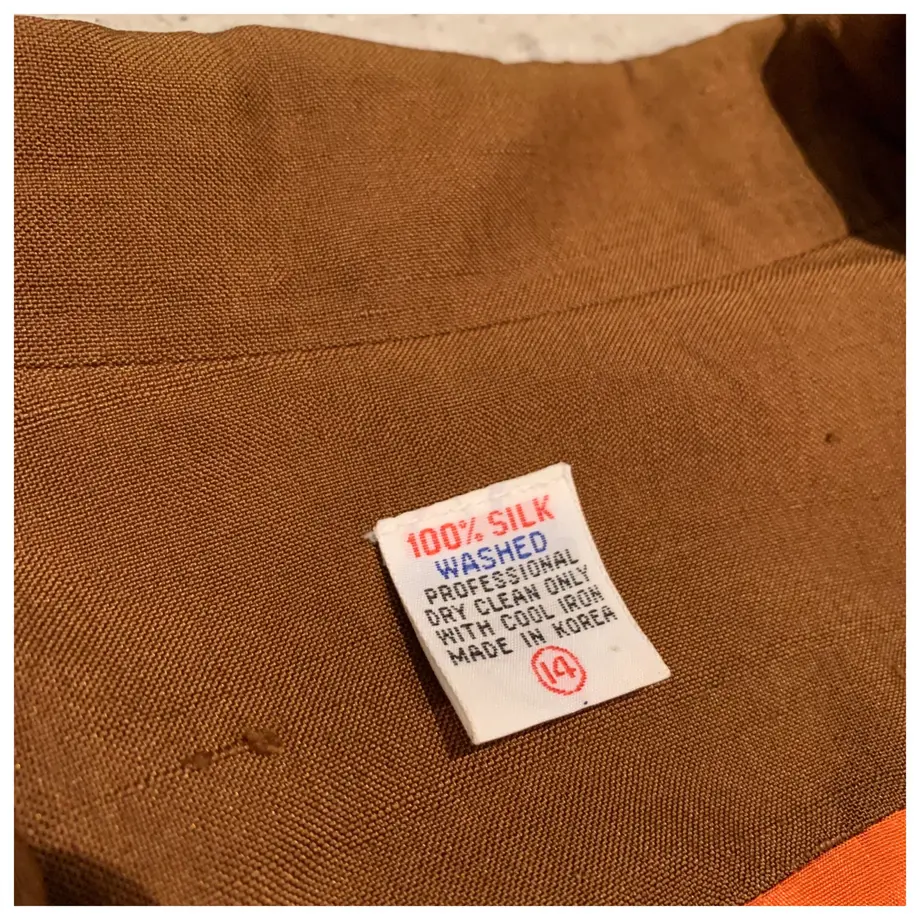 100% SILK
WASHED
PROFESSIONAL
DRY CLEAN ONLY
WITH COOL IRON
MADE IN KOREA
14